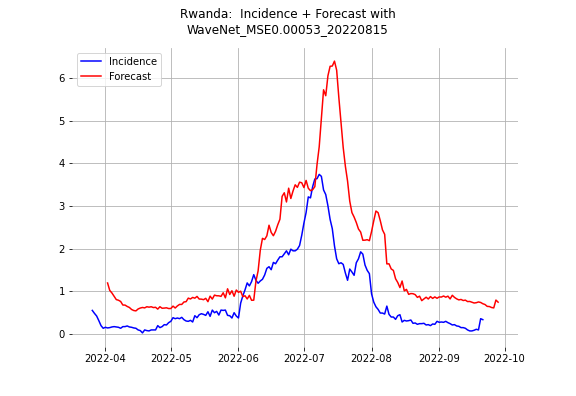 Rwanda:  Incidence + Forecast with
WaveNet_MSE0.00053_20220815
Incidence
Forecast
6
5
4
3
2
1
0
2022-04 2022-05 2022-06 2022-07 2022-08 2022-09 2022-10